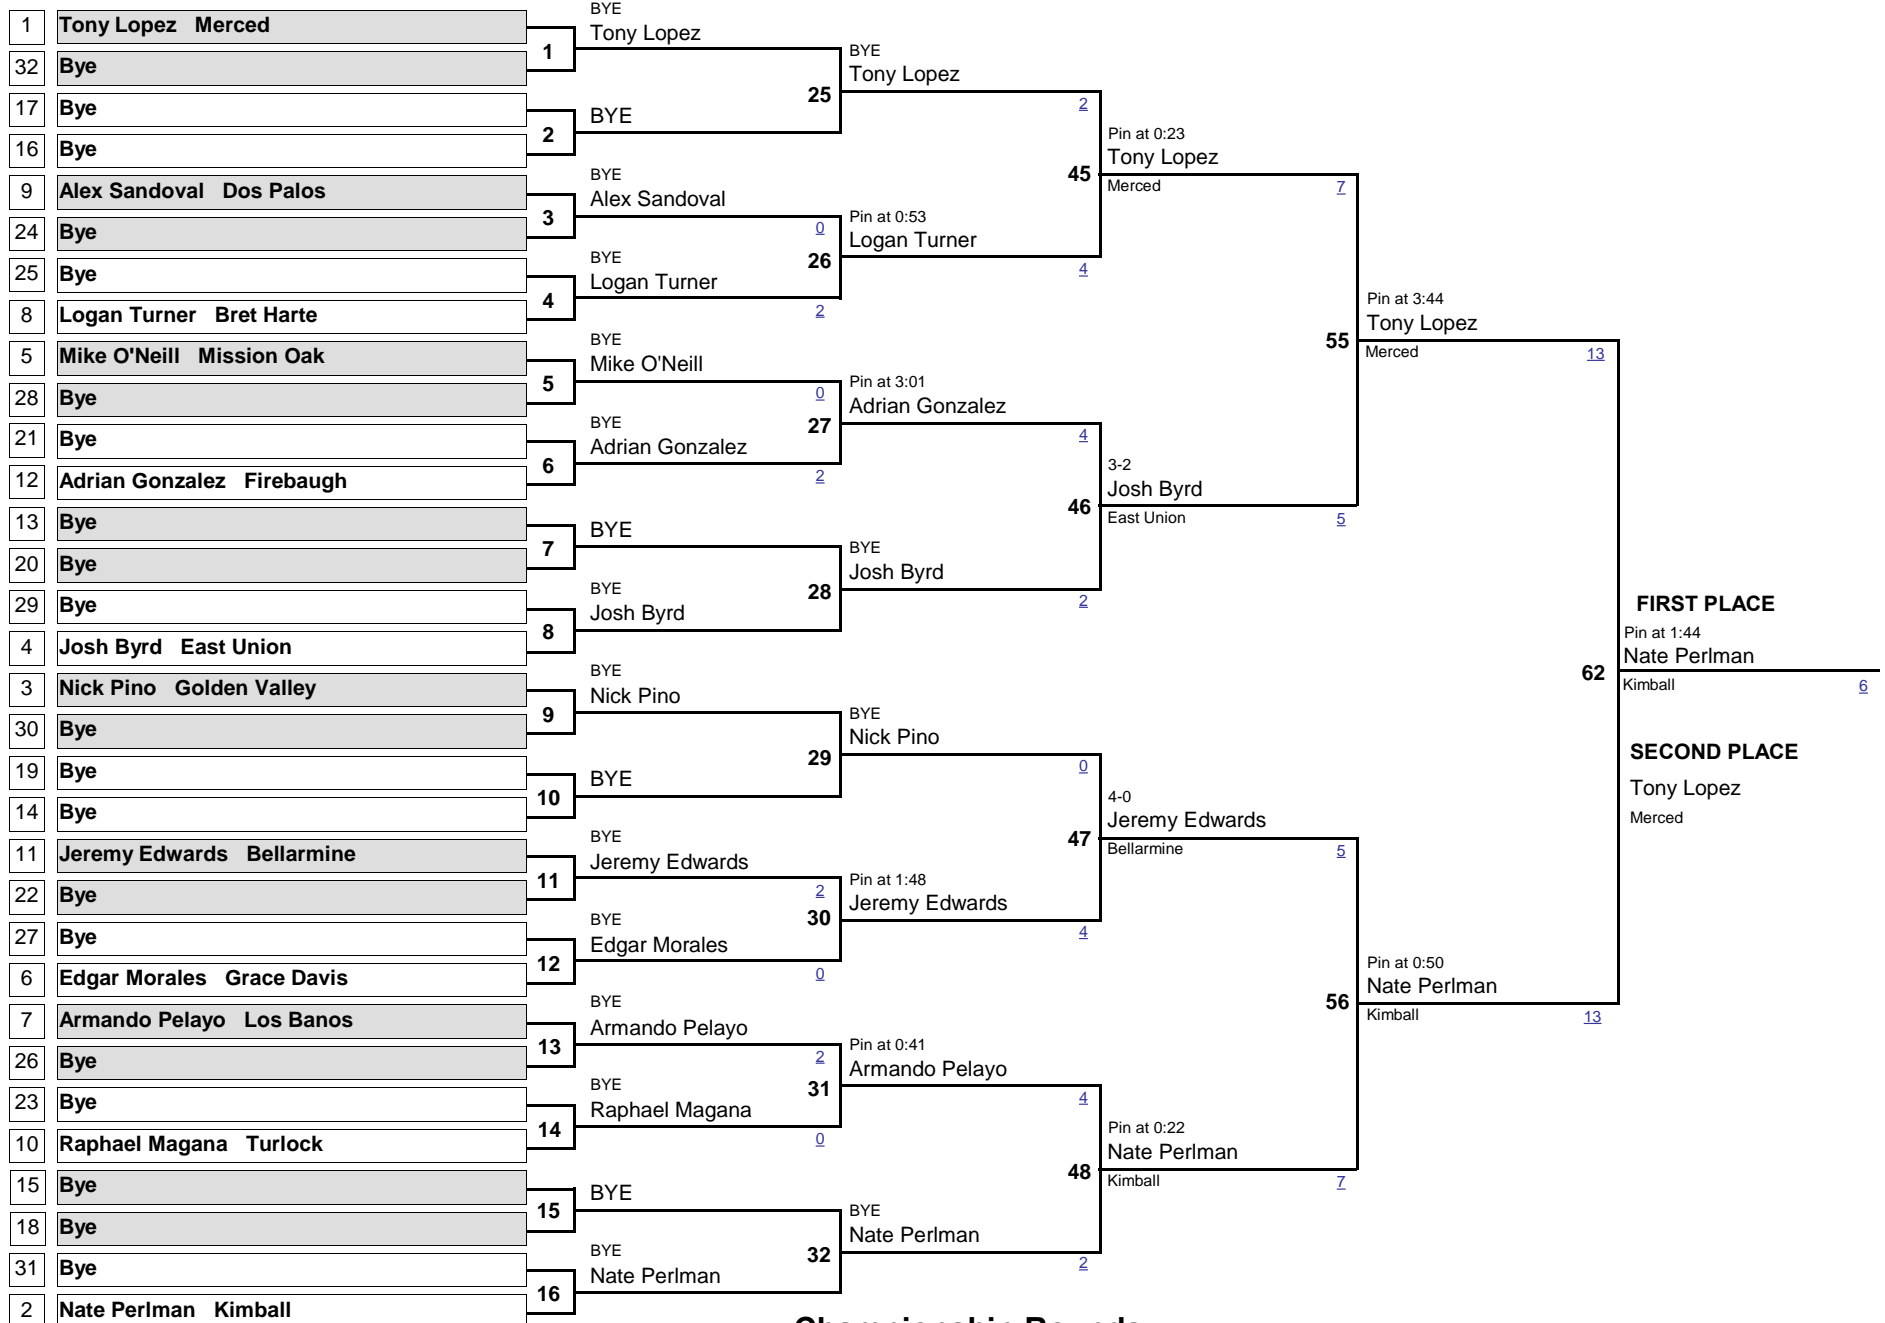 1 Tony Lopez Merced
32 Bye
17 Bye
16 Bye
9 Alex Sandoval Dos Palos
24 Bye
25 Bye
8 Logan Turner Bret Harte
5 Mike O'Neill Mission Oak
28 Bye
21 Bye
12 Adrian Gonzalez Firebaugh
13 Bye
20 Bye
29 Bye
4 Josh Byrd East Union
3 Nick Pino Golden Valley
30 Bye
19 Bye
14 Bye
11 Jeremy Edwards Bellarmine
22 Bye
27 Bye
6 Edgar Morales Grace Davis
7 Armando Pelayo Los Banos
26 Bye
23 Bye
10 Raphael Magana Turlock
15 Bye
18 Bye
31 Bye
2 Nate Perlman Kimball
BYE
1 Tony Lopez
2 BYE
BYE
3 Alex Sandoval
0
BYE
4 Logan Turner
2
BYE
5 Mike O'Neill
0
BYE
6 Adrian Gonzalez
2
7 BYE
BYE
8 Josh Byrd
BYE
9 Nick Pino
10 BYE
BYE
11 Jeremy Edwards
2
BYE
12 Edgar Morales
0
BYE
13 Armando Pelayo
2
BYE
14 Raphael Magana
0
15 BYE
BYE
16 Nate Perlman
BYE
Tony Lopez
25
2
Pin at 0:53
Logan Turner
26
4
Pin at 3:01
Adrian Gonzalez
27
4
BYE
Josh Byrd
28
2
BYE
Nick Pino
29
0
Pin at 1:48
Jeremy Edwards
30
4
Pin at 0:41
Armando Pelayo
31
4
BYE
Nate Perlman
32
2
Pin at 0:23
Tony Lopez
45
Merced
7
3-2
Josh Byrd
46
East Union
5
4-0
Jeremy Edwards
47
Bellarmine
5
Pin at 0:22
Nate Perlman
48
Kimball
7
Pin at 3:44
Tony Lopez
55
Merced
13
Pin at 0:50
Nate Perlman
56
Kimball
13
FIRST PLACE
Pin at 1:44
Nate Perlman
62
Kimball
6
SECOND PLACE
Tony Lopez
Merced
Championship Rounds